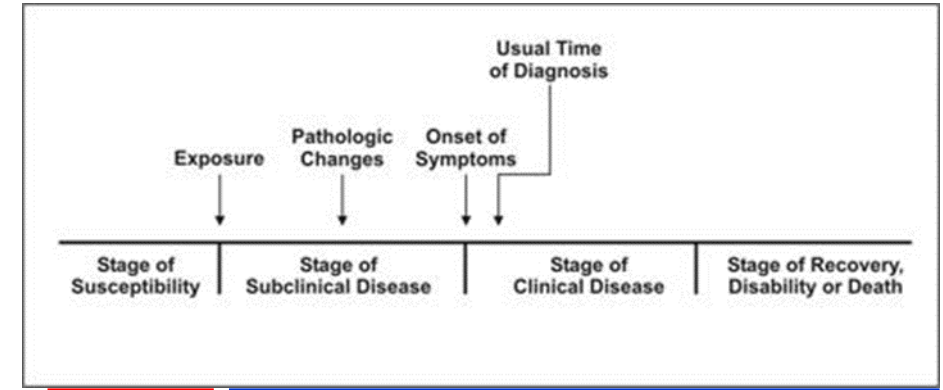 Usual Time
of Diagnosis
Pathologic
Changes
Onset of
Symptoms
Exposure
Stage of
Susceptibility
Stage of
Subclinical Disease
Stage of
Clinical Disease
Stage of Recovery,
Disability or Death